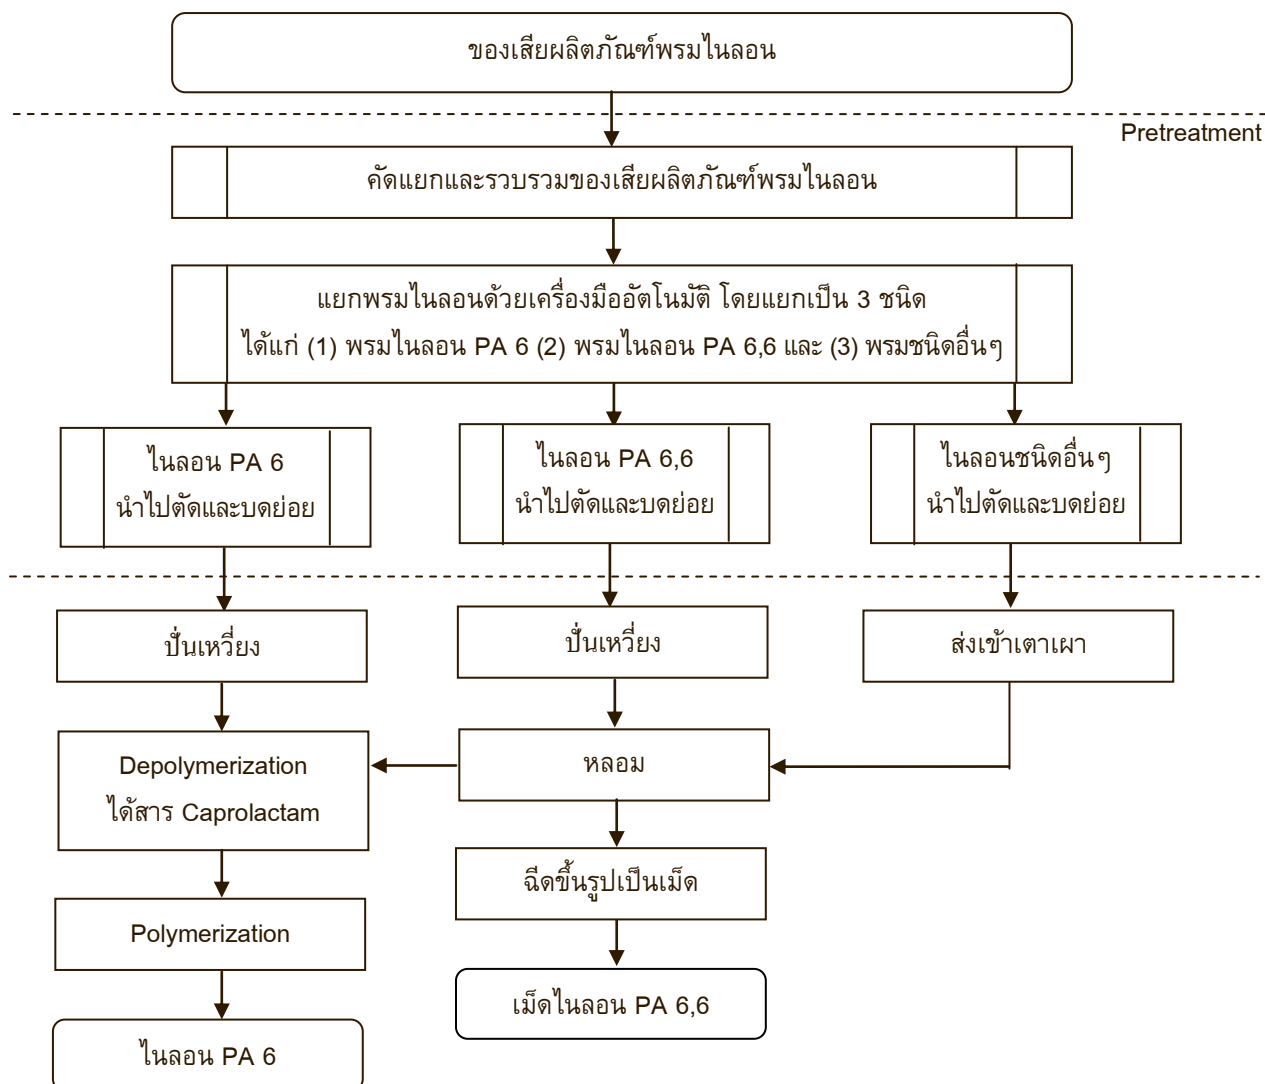 ของเสียผลิตภัณฑ์พรมไนลอน
Pretreatment
คัดแยกและรวบรวมของเสียผลิตภัณฑ์พรมไนลอน
แยกพรมไนลอนด้วยเครื่องมืออัตโนมัติ โดยแยกเป็น 3 ชนิด
ได้แก่ (1) พรมไนลอน PA 6 (2) พรมไนลอน PA 6,6 และ (3) พรมชนิดอื่นๆ
ไนลอน PA 6
นำไปตัดและบดย่อย
ไนลอน PA 6,6
นำไปตัดและบดย่อย
ไนลอนชนิดอื่นๆ
นำไปตัดและบดย่อย
ปั่นเหวี่ยง
ปั่นเหวี่ยง
ส่งเข้าเตาเผา
Depolymerization
ได้สาร Caprolactam
หลอม
ฉีดขึ้นรูปเป็นเม็ด
Polymerization
เม็ดไนลอน PA 6,6
ไนลอน PA 6